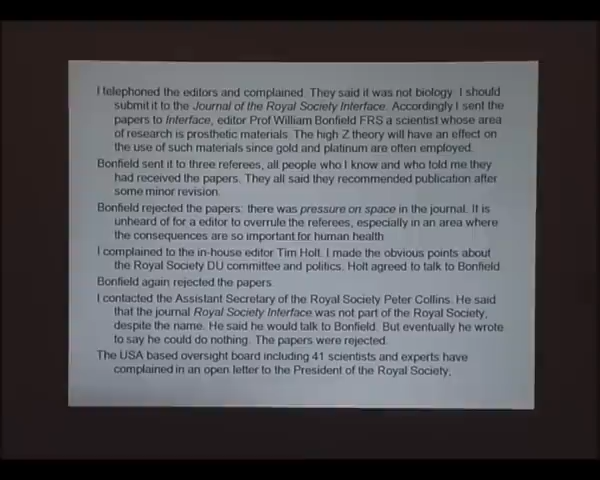 I telephoned the editors and complained. They said it was not biology. I should
submit it to the Journal of the Royal Society Interface. Accordingly I sent the
papers to Interface, editor Prof William Bonfield FRS a scientist whose area
of research is prosthetic materials. The high Z theory will have an effect on
the use of such materials since gold and platinum are often employed.
Bonfield sent it to three referees, all people who I know and who told me they
had received the papers. They all said they recommended publication after
some minor revision.
Bonfield rejected the papers: there was pressure on space in the journal. It is
unheard of for a editor to overrule the referees, especially in an area where
the consequences are so important for human health
I complained to the in-house editor Tim Holt. I made the obvious points about
the Royal Society DU committee and politics. Holt agreed to talk to Bonfield
Bonfield again rejected the papers.
I contacted the Assistant Secretary of the Royal Society Peter Collins. He said
that the journal Royal Society Interface was not part of the Royal Society,
despite the name. He said he would talk to Bonfield. But eventually he wrote
to say he could do nothing. The papers were rejected.
The USA based oversight board including 41 scientists and experts have
complained in an open letter to the President of the Royal Society,